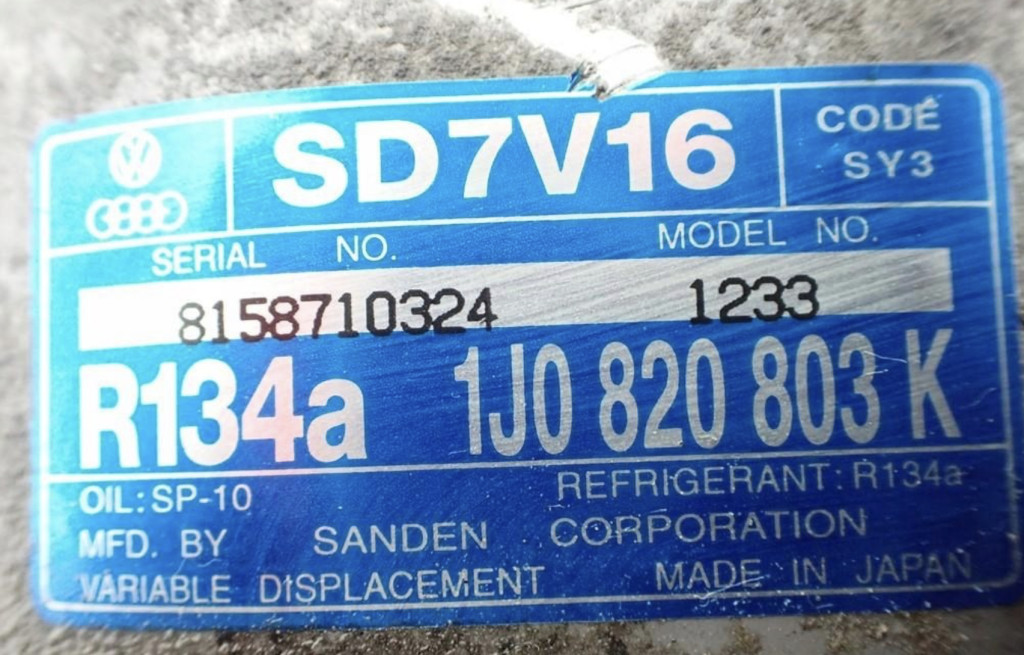 SD7V16
CODE
SY3
SERIAL NO. MODEL NO.
8158710324 1233
R134a 1J0 820 803 K
OIL: SP-10 REFRIGERANT: R134a
MFD. BY SANDEN CORPORATION
VARIABLE DISPLACEMENT MADE IN JAPAN